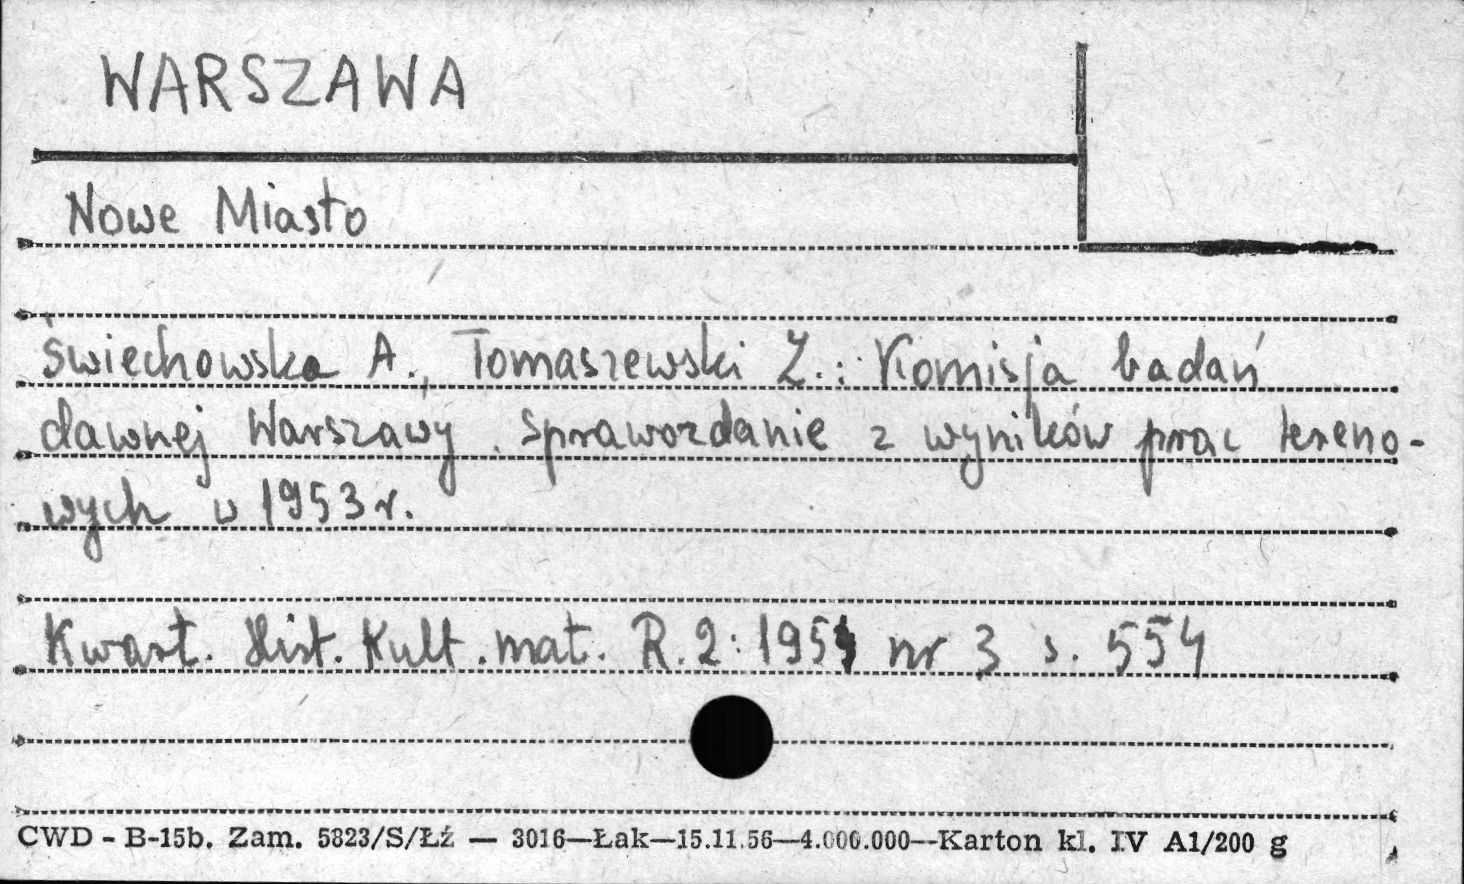 WARSZAWA
Nowe Miasto
Świechowska A., Tomaszewski Z.: Komisja badań
dawnej Warszawy. Sprawozdanie z wyników prac tereno-
wych w 1953 r.
Kwart. Hist. Kult. mat. R. 2: 1954 nr 3 s. 554
CWD - B-15b. Zam. 5823/S/Łź — 3016—Łak—15.11.56—4.000.000—Karton kl. IV A1/200 g